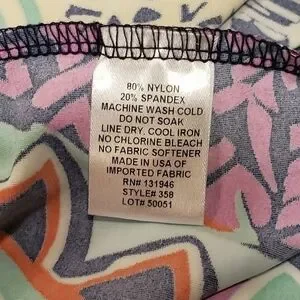 80% NYLON
20% SPANDEX
MACHINE WASH COLD
DO NOT SOAK
LINE DRY, COOL IRON
NO CHLORINE BLEACH
NO FABRIC SOFTENER
MADE IN USA OF
IMPORTED FABRIC
RN# 131946
STYLE# 358
LOT# 50051